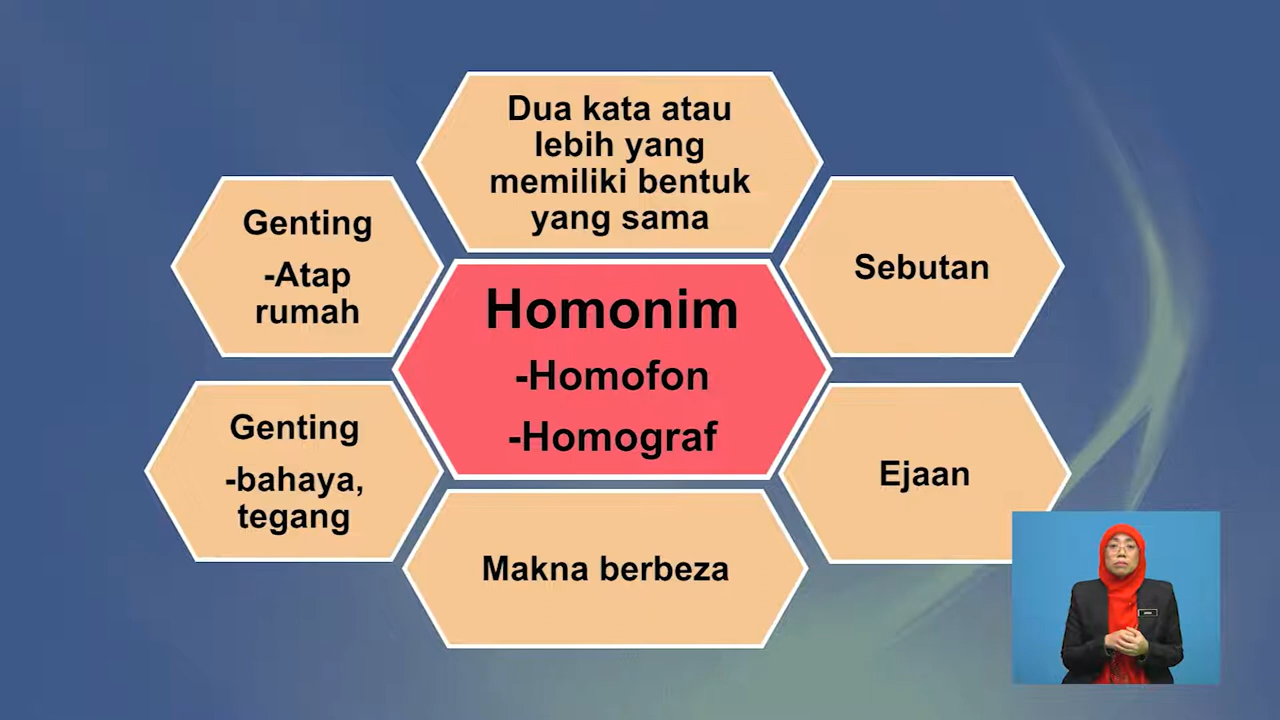 Dua kata atau
lebih yang
memiliki bentuk
yang sama
Genting
-Atap
rumah
Sebutan
Homonim
-Homofon
-Homograf
Genting
-bahaya,
tegang
Ejaan
Makna berbeza